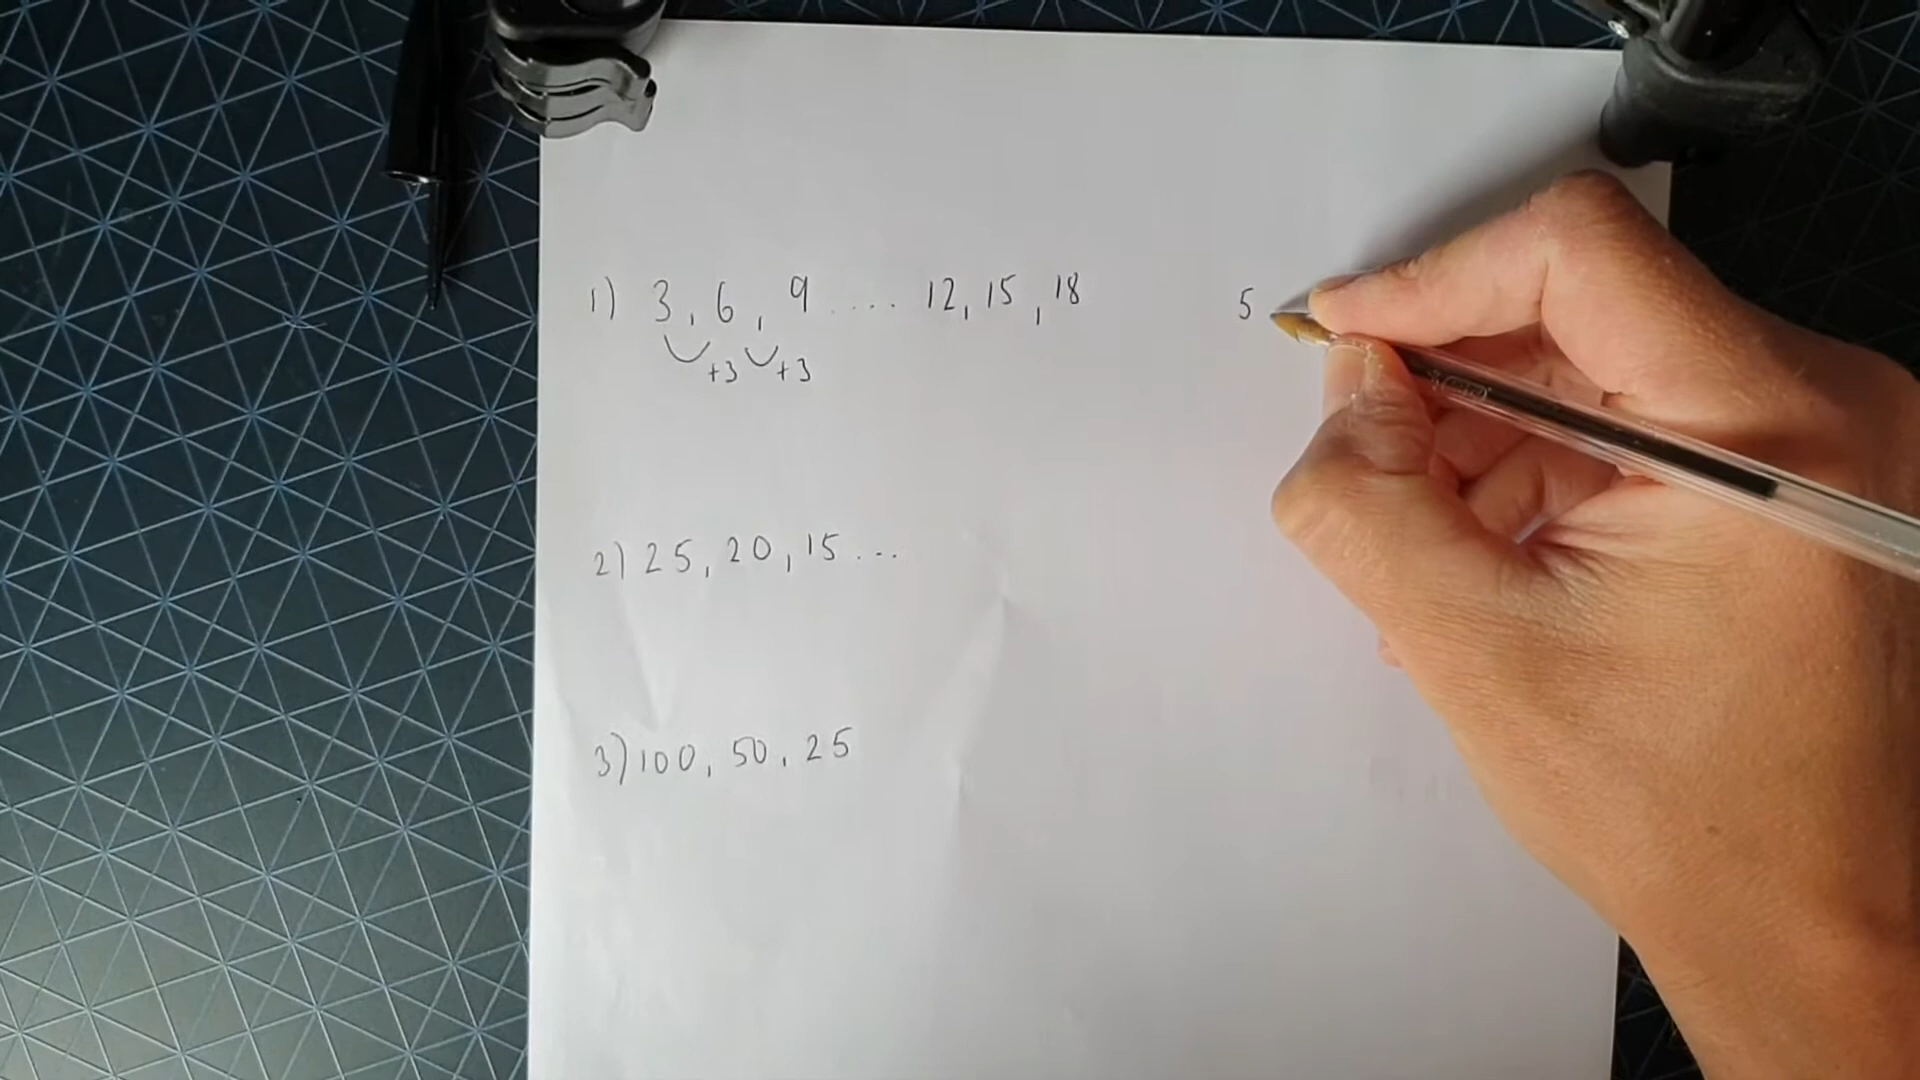 1) 3, 6, 9 .... 12, 15, 18 5
+3 +3
2) 25, 20, 15 ...
3) 100, 50, 25